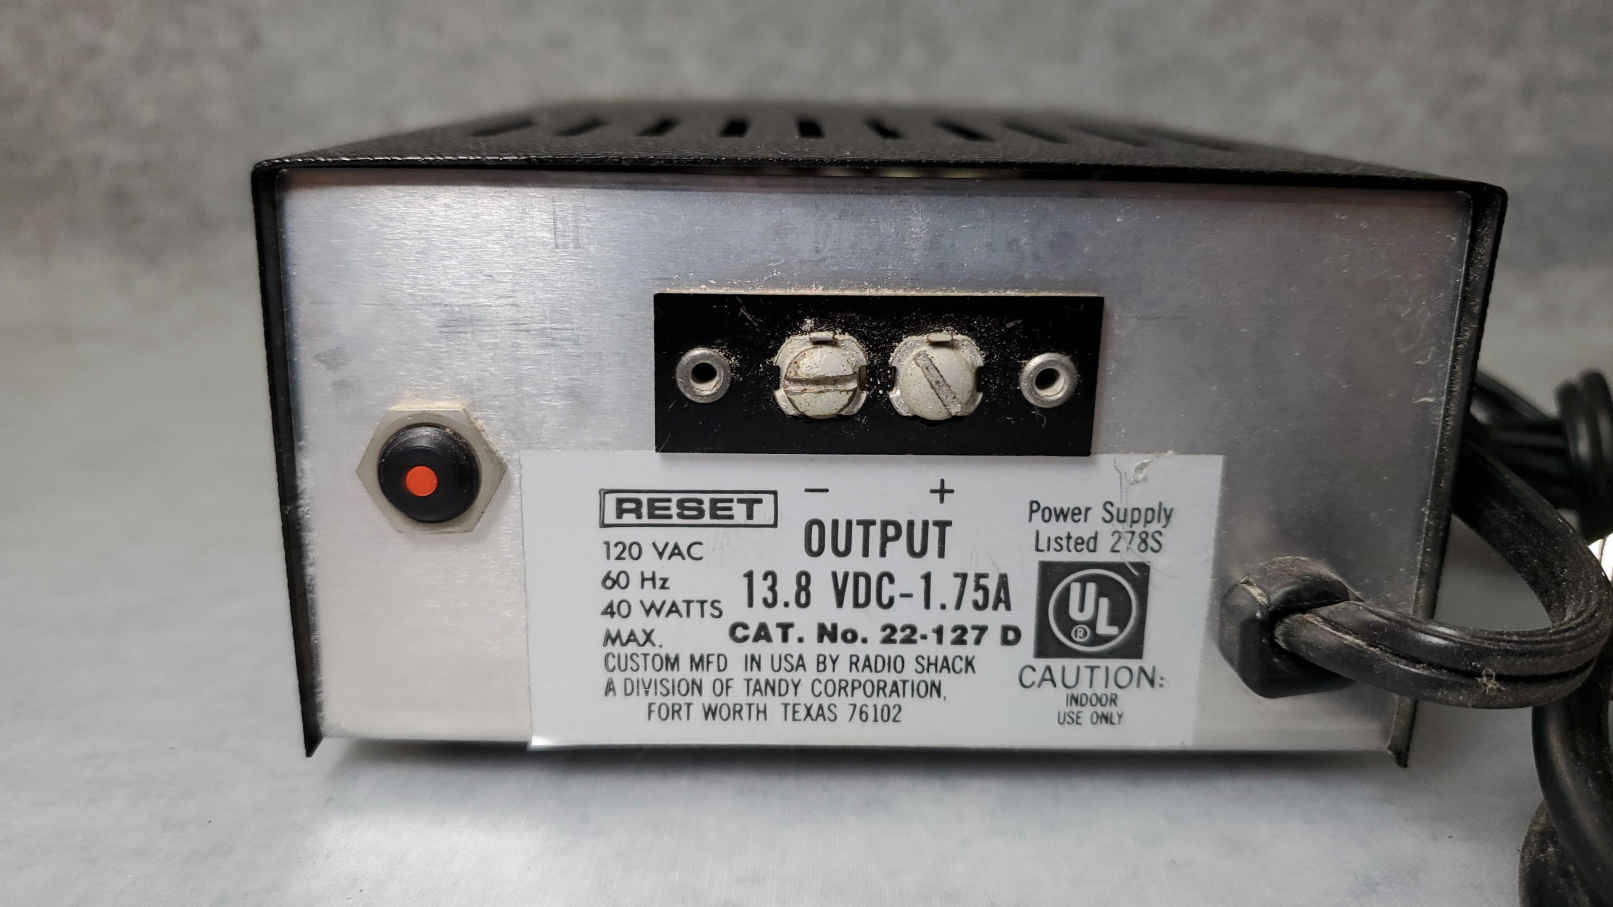 − +
RESET
OUTPUT
120 VAC
60 Hz
40 WATTS
MAX.
13.8 VDC-1.75A
CAT. No. 22-127 D
CUSTOM MFD IN USA BY RADIO SHACK
A DIVISION OF TANDY CORPORATION,
FORT WORTH TEXAS 76102
Power Supply
Listed 278S
UL
®
CAUTION:
INDOOR
USE ONLY